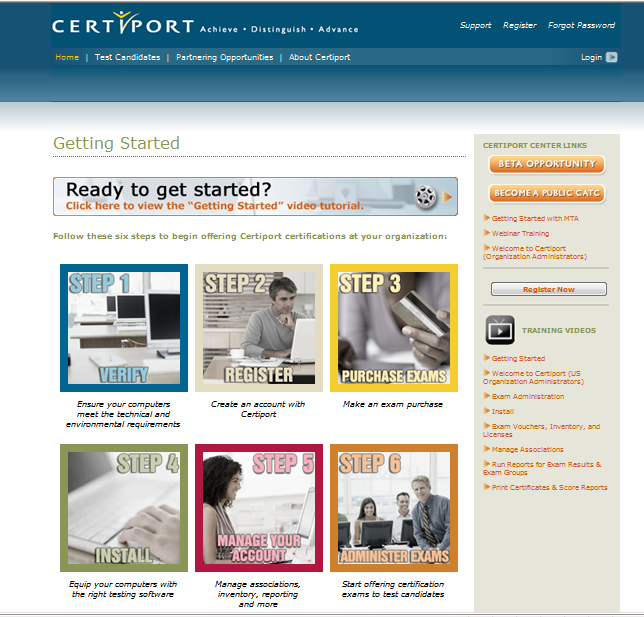 CERTIPORT Achieve • Distinguish • Advance
Support Register Forgot Password
Home | Test Candidates | Partnering Opportunities | About Certiport
Login
Getting Started
Ready to get started?
Click here to view the “Getting Started” video tutorial.
Follow these six steps to begin offering Certiport certifications at your organization:
STEP 1
VERIFY
Ensure your computers
meet the technical and
environmental requirements
STEP 2
REGISTER
Create an account with
Certiport
STEP 3
PURCHASE EXAMS
Make an exam purchase
STEP 4
INSTALL
Equip your computers with
the right testing software
STEP 5
MANAGE YOUR
ACCOUNT
Manage associations,
inventory, reporting
and more
STEP 6
ADMINISTER EXAMS
Start offering certification
exams to test candidates
CERTIPORT CENTER LINKS
BETA OPPORTUNITY
BECOME A PUBLIC CATC
Getting Started with MTA
Webinar Training
Welcome to Certiport
(Organization Administrators)
Register Now
TRAINING VIDEOS
Getting Started
Welcome to Certiport (US
Organization Administrators)
Exam Administration
Install
Exam Vouchers, Inventory, and
Licenses
Manage Associations
Run Reports for Exam Results &
Exam Groups
Print Certificates & Score Reports